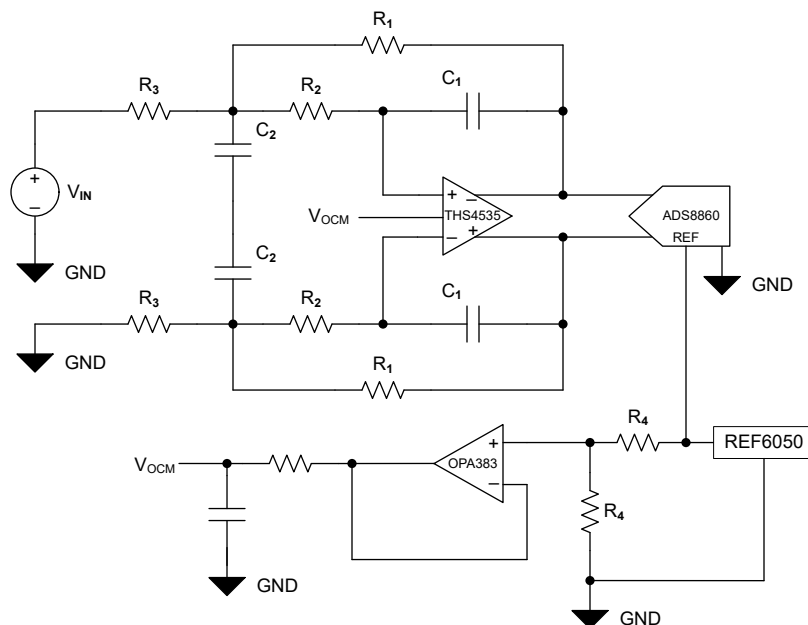 R1
R3
R2
C1
C2
+
−
VIN
+
−
THS4535
−
+
VOCM
ADS8860
REF
GND
GND
C2
R3
R2
C1
GND
R1
R4
REF6050
VOCM
+
OPA383
−
R4
GND
GND